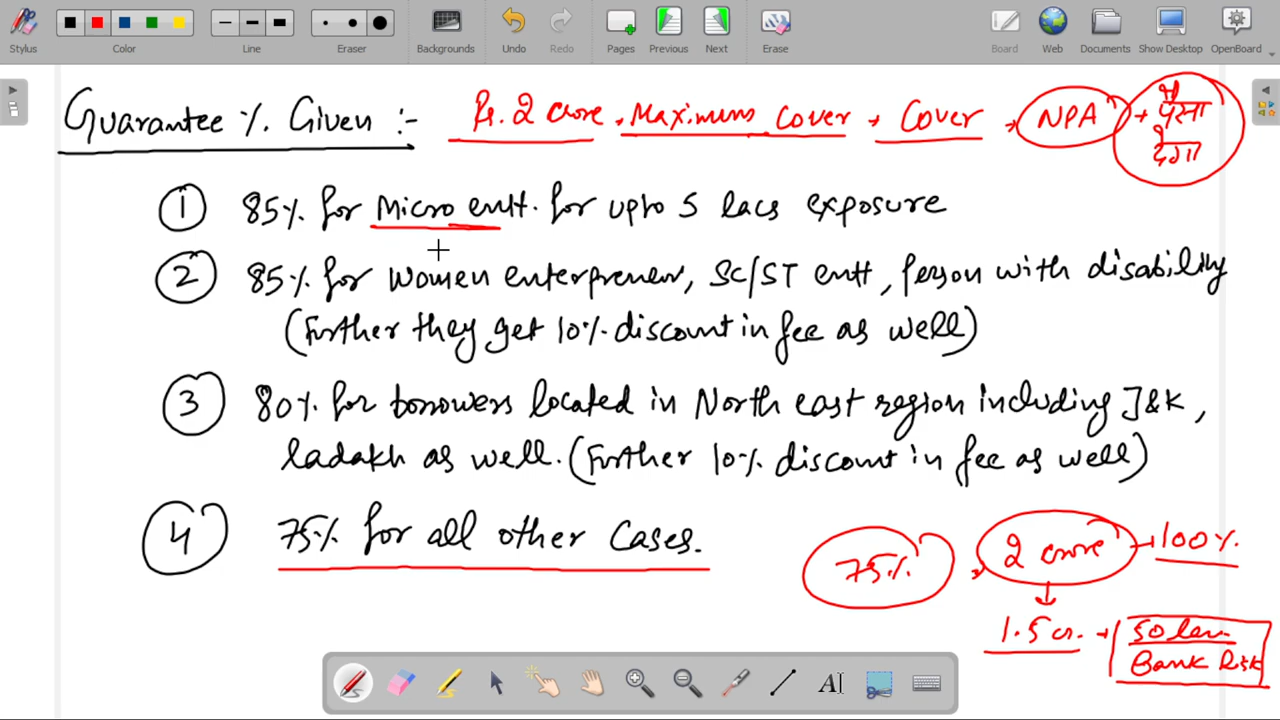 Stylus Color Line Eraser Backgrounds Undo Redo Pages Previous Next Erase Board Web Documents Show Desktop OpenBoard
Guarantee % Given :- Rs. 2 crore, Maximum Cover, Cover, NPA + में पैसा दूंगा
1 85% for Micro entt. for upto 5 lacs exposure
2 85% for women enterpreneur, SC/ST entt, Person with disability
(Further they get 10% discount in fee as well)
3 80% for borrowers located in North east region including J&K,
ladakh as well. (Further 10% discount in fee as well)
4 75% for all other Cases.
75% 2 crore 100%
1.5 cr. 50 lac
Bank Risk
AI